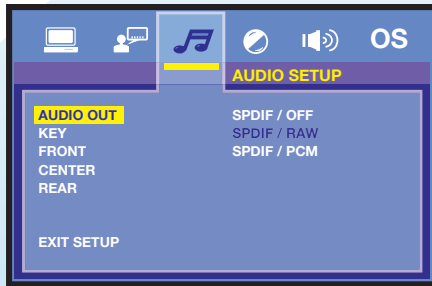 OS
AUDIO SETUP
AUDIO OUT
KEY
FRONT
CENTER
REAR
EXIT SETUP
SPDIF / OFF
SPDIF / RAW
SPDIF / PCM